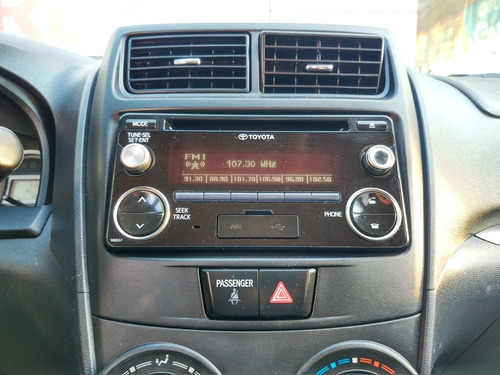 MODE
TOYOTA
TUNE•SEL
SET•ENT
FM1
107.30 MHz
91.30 88.90 101.70 106.50 96.90 102.50
SEEK
TRACK
PHONE
AUX
PASSENGER